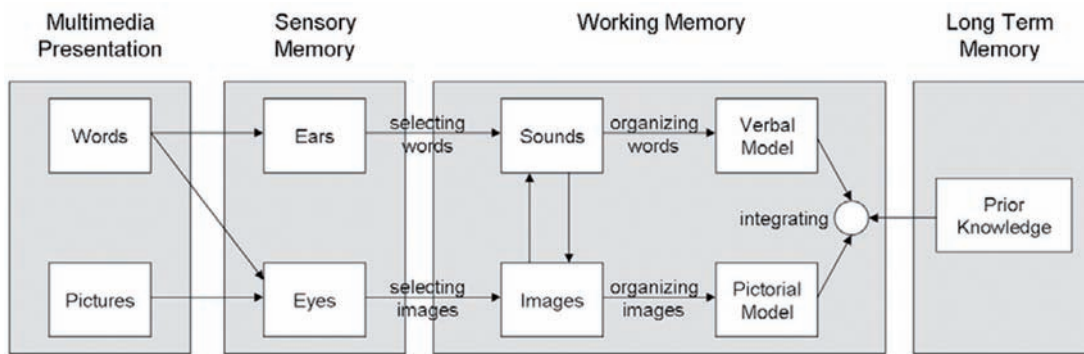 Multimedia
Presentation
Sensory
Memory
Working Memory
Long Term
Memory
Words
Ears
selecting
words
Sounds
organizing
words
Verbal
Model
integrating
Prior
Knowledge
Pictures
Eyes
selecting
images
Images
organizing
images
Pictorial
Model